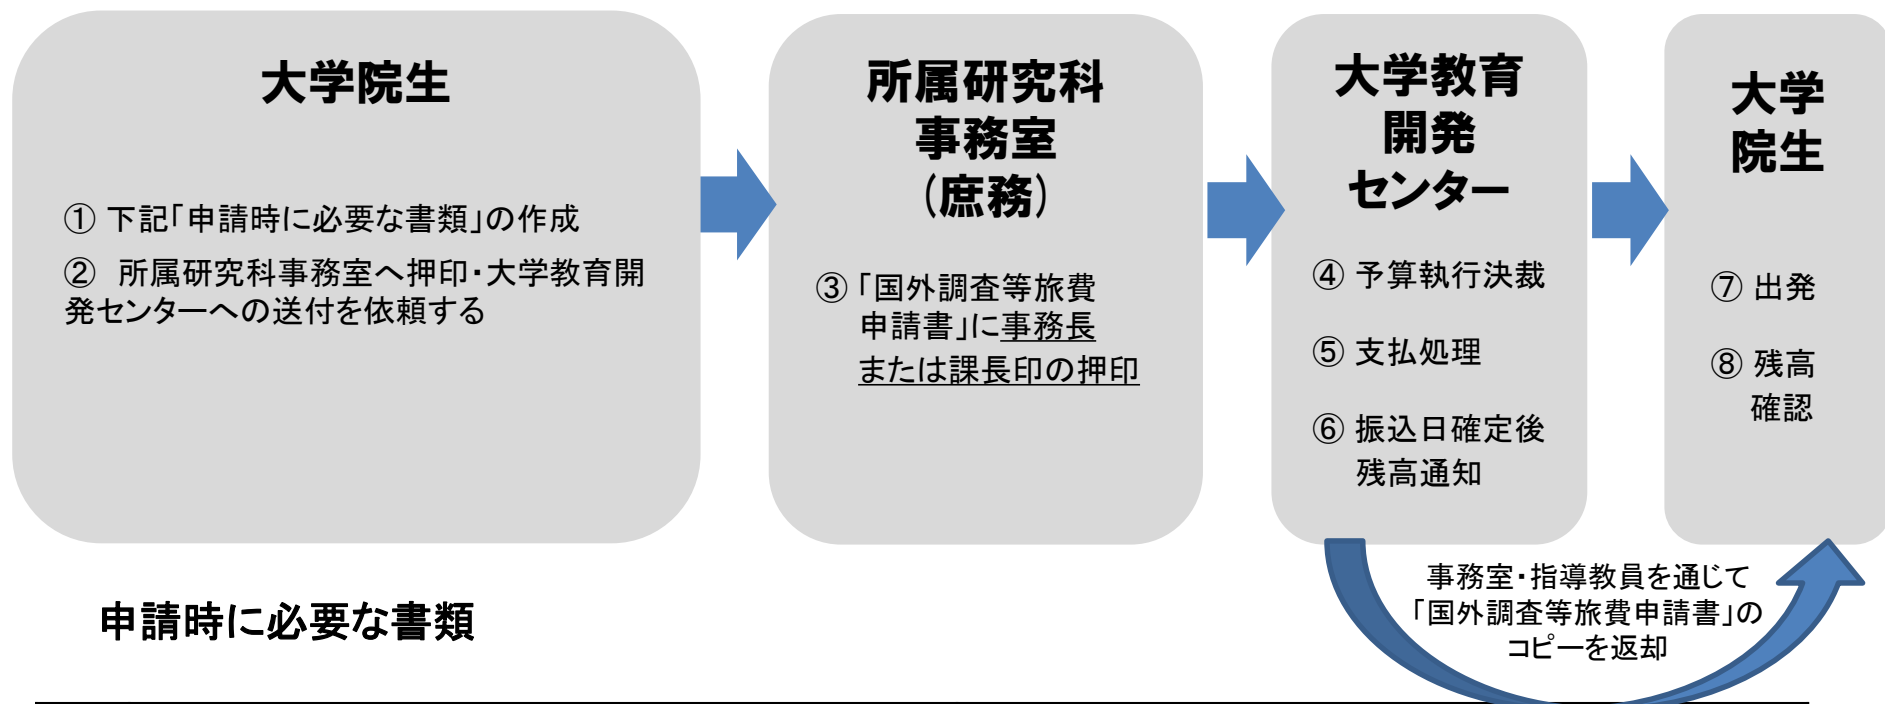 大学院生
① 下記「申請時に必要な書類」の作成
② 所属研究科事務室へ押印・大学教育開
発センターへの送付を依頼する
所属研究科
事務室
(庶務)
③ 「国外調査等旅費
申請書」に事務長
または課長印の押印
大学教育
開発
センター
④ 予算執行決裁
⑤ 支払処理
⑥ 振込日確定後
残高通知
大学
院生
⑦ 出発
⑧ 残高
確認
事務室・指導教員を通じて
「国外調査等旅費申請書」の
コピーを返却
申請時に必要な書類